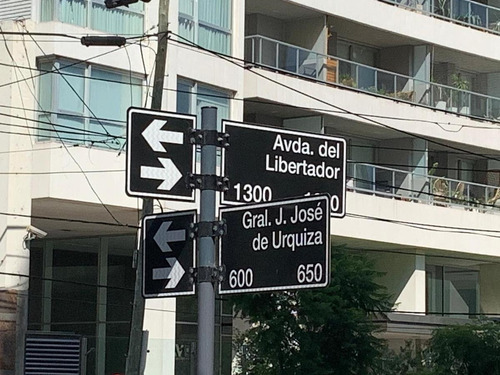 Avda. del
Libertador
1300
Gral. J. José
de Urquiza
600 650